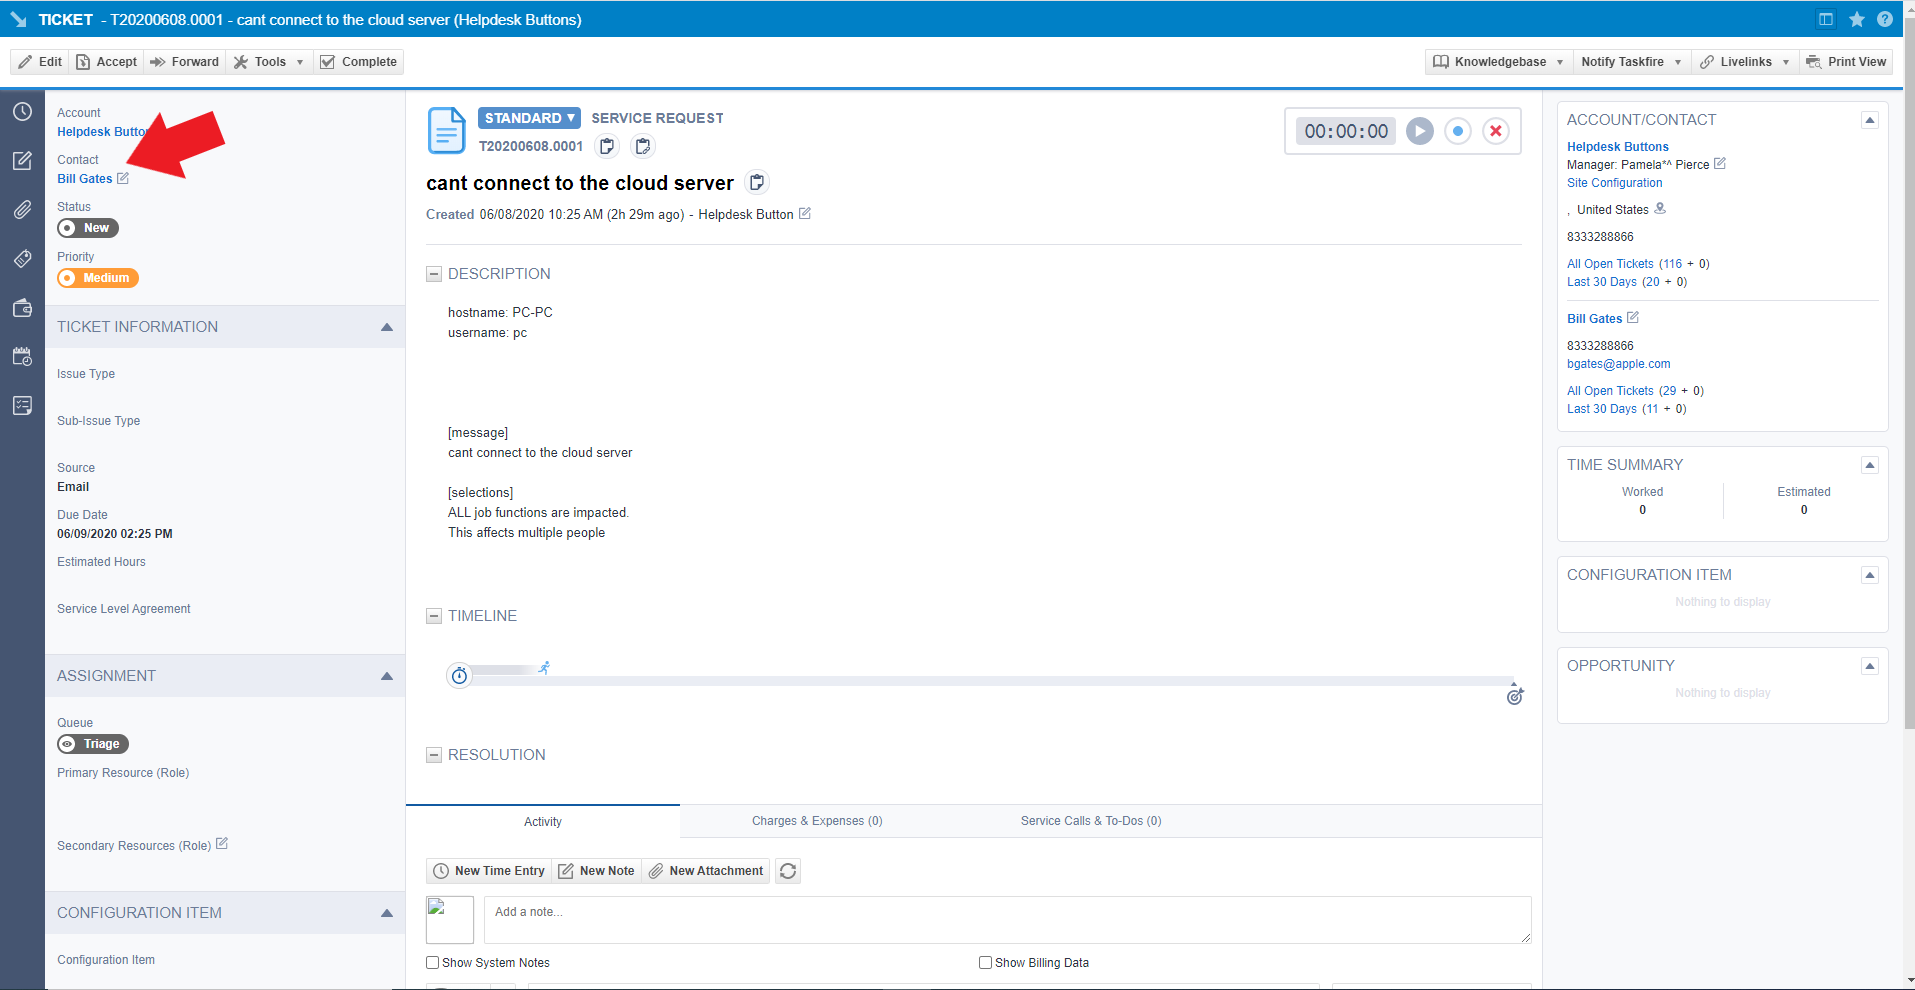 TICKET - T20200608.0001 - cant connect to the cloud server (Helpdesk Buttons)
Edit Accept Forward Tools Complete Knowledgebase Notify Taskfire Livelinks Print View
Account
Helpdesk Button
Contact
Bill Gates
Status
New
Priority
Medium
TICKET INFORMATION
Issue Type
Sub-Issue Type
Source
Email
Due Date
06/09/2020 02:25 PM
Estimated Hours
Service Level Agreement
ASSIGNMENT
Queue
Triage
Primary Resource (Role)
Secondary Resources (Role)
CONFIGURATION ITEM
Configuration Item
STANDARD SERVICE REQUEST
T20200608.0001
00:00:00
cant connect to the cloud server
Created 06/08/2020 10:25 AM (2h 29m ago) - Helpdesk Button
DESCRIPTION
hostname: PC-PC
username: pc
[message]
cant connect to the cloud server
[selections]
ALL job functions are impacted.
This affects multiple people
TIMELINE
RESOLUTION
Activity Charges & Expenses (0) Service Calls & To-Dos (0)
New Time Entry New Note New Attachment
Add a note...
Show System Notes Show Billing Data
ACCOUNT/CONTACT
Helpdesk Buttons
Manager: Pamela*^ Pierce
Site Configuration
, United States
8333288866
All Open Tickets (116 + 0)
Last 30 Days (20 + 0)
Bill Gates
8333288866
bgates@apple.com
All Open Tickets (29 + 0)
Last 30 Days (11 + 0)
TIME SUMMARY
Worked Estimated
0 0
CONFIGURATION ITEM
Nothing to display
OPPORTUNITY
Nothing to display